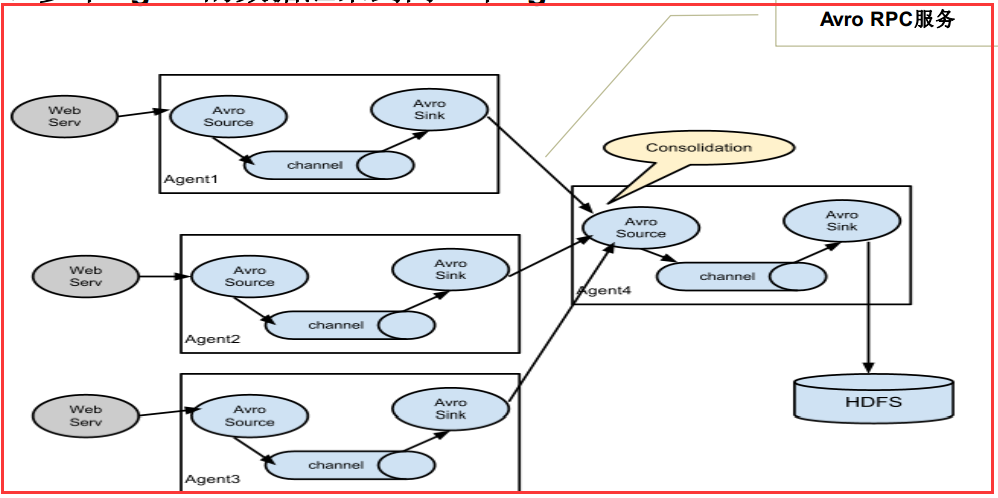 Avro RPC服务
Web
Serv
Avro
Source
channel
Avro
Sink
Agent1
Consolidation
Web
Serv
Avro
Source
channel
Avro
Sink
Agent2
Avro
Source
channel
Avro
Sink
Agent4
HDFS
Web
Serv
Avro
Source
channel
Avro
Sink
Agent3